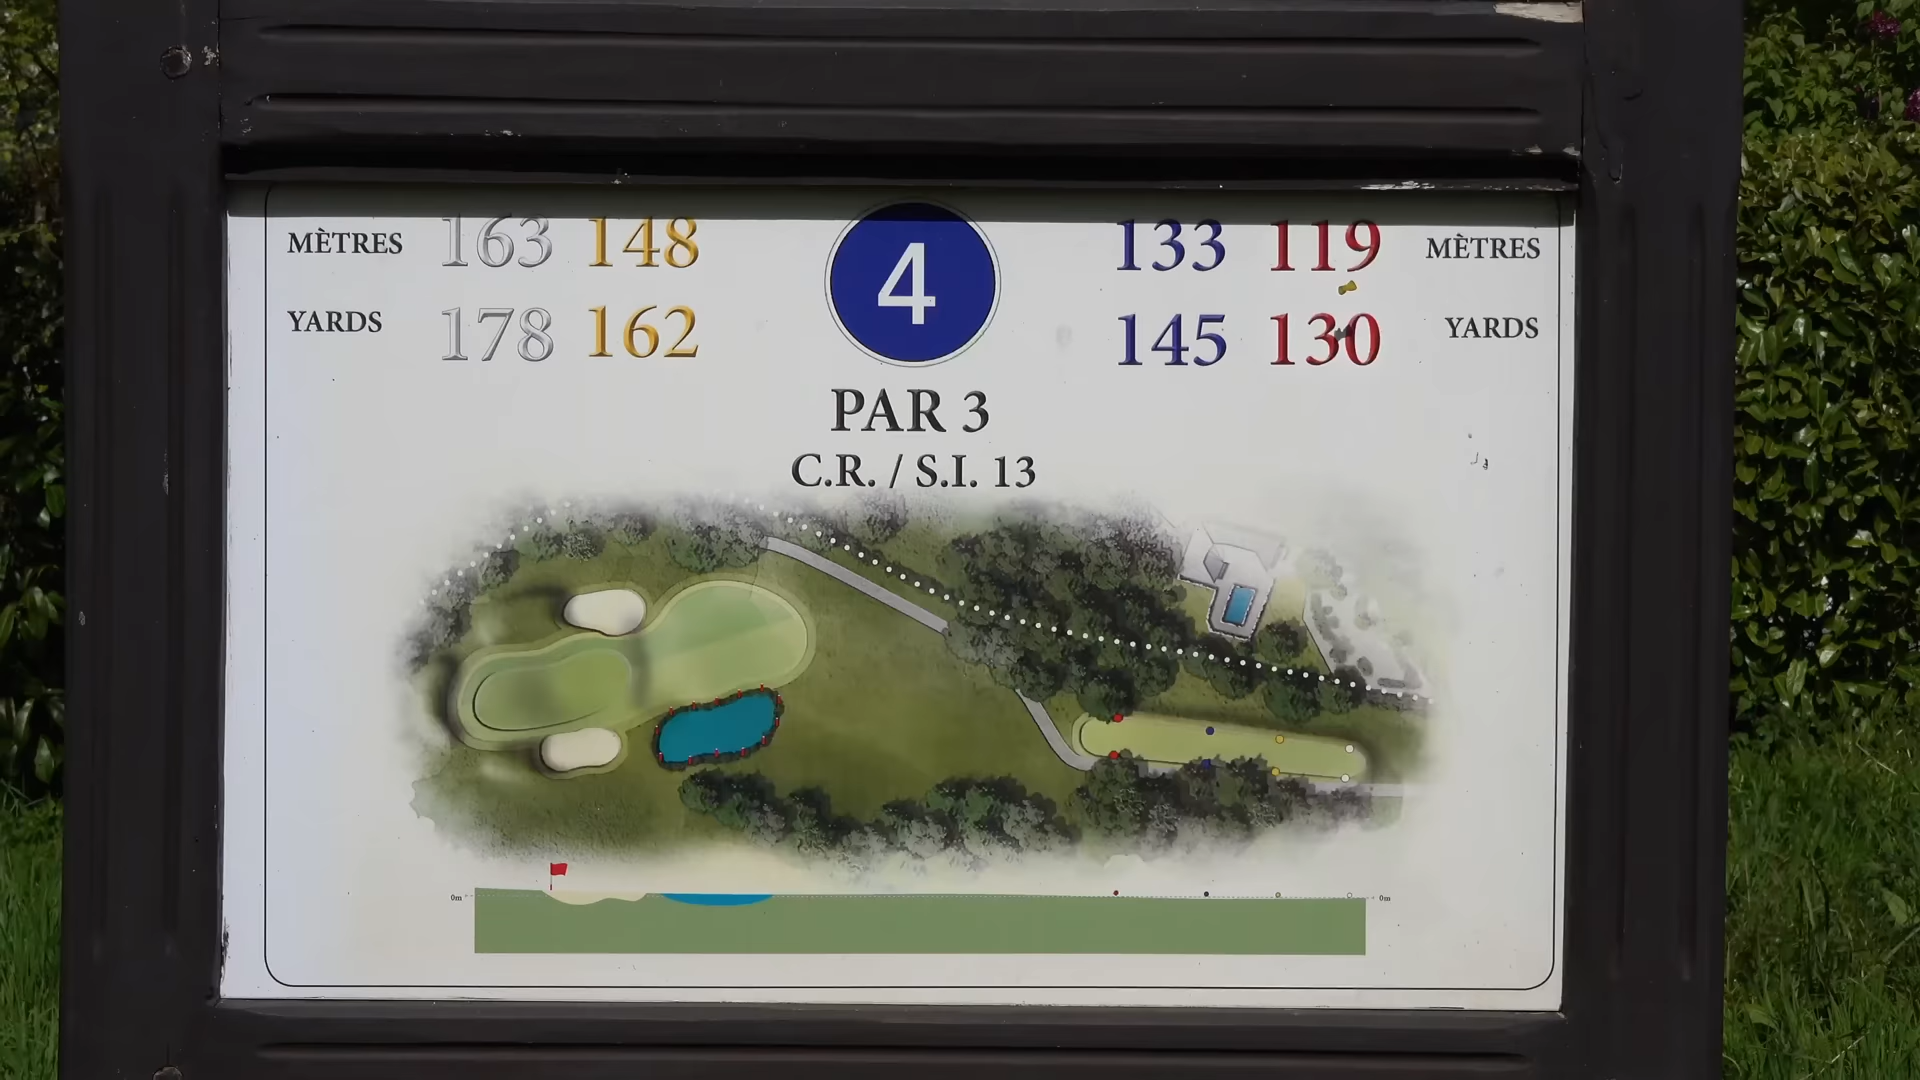 MÈTRES 163 148 4 133 119 MÈTRES
YARDS 178 162 145 130 YARDS
PAR 3
C.R. / S.I. 13
0m 0m